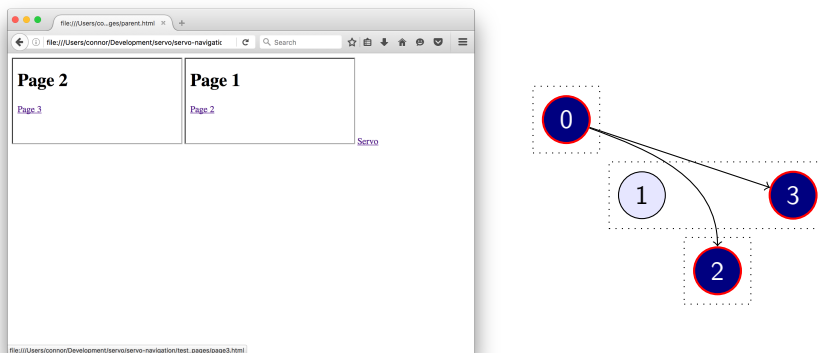 file:///Users/co...ges/parent.html × +
file:///Users/connor/Development/servo/servo-navigatic
Search
Page 2
Page 1
Page 3
Page 2
Servo
file:///Users/connor/Development/servo/servo-navigation/test_pages/page3.html
0
1
3
2